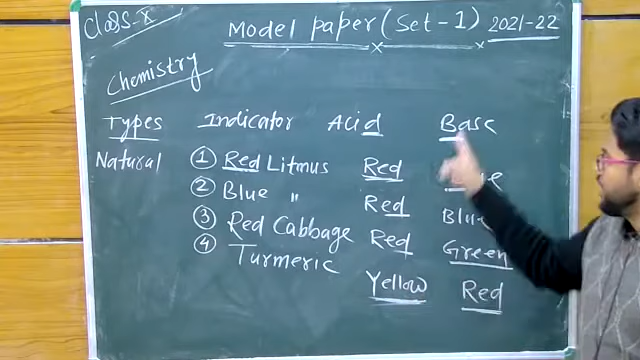 Class-X
Model paper (Set-1) 2021-22
Chemistry
Types Indicator Acid Base
Natural ① Red Litmus Red
② Blue " Red Blue
③ Red Cabbage Red Green
④ Turmeric Yellow Red